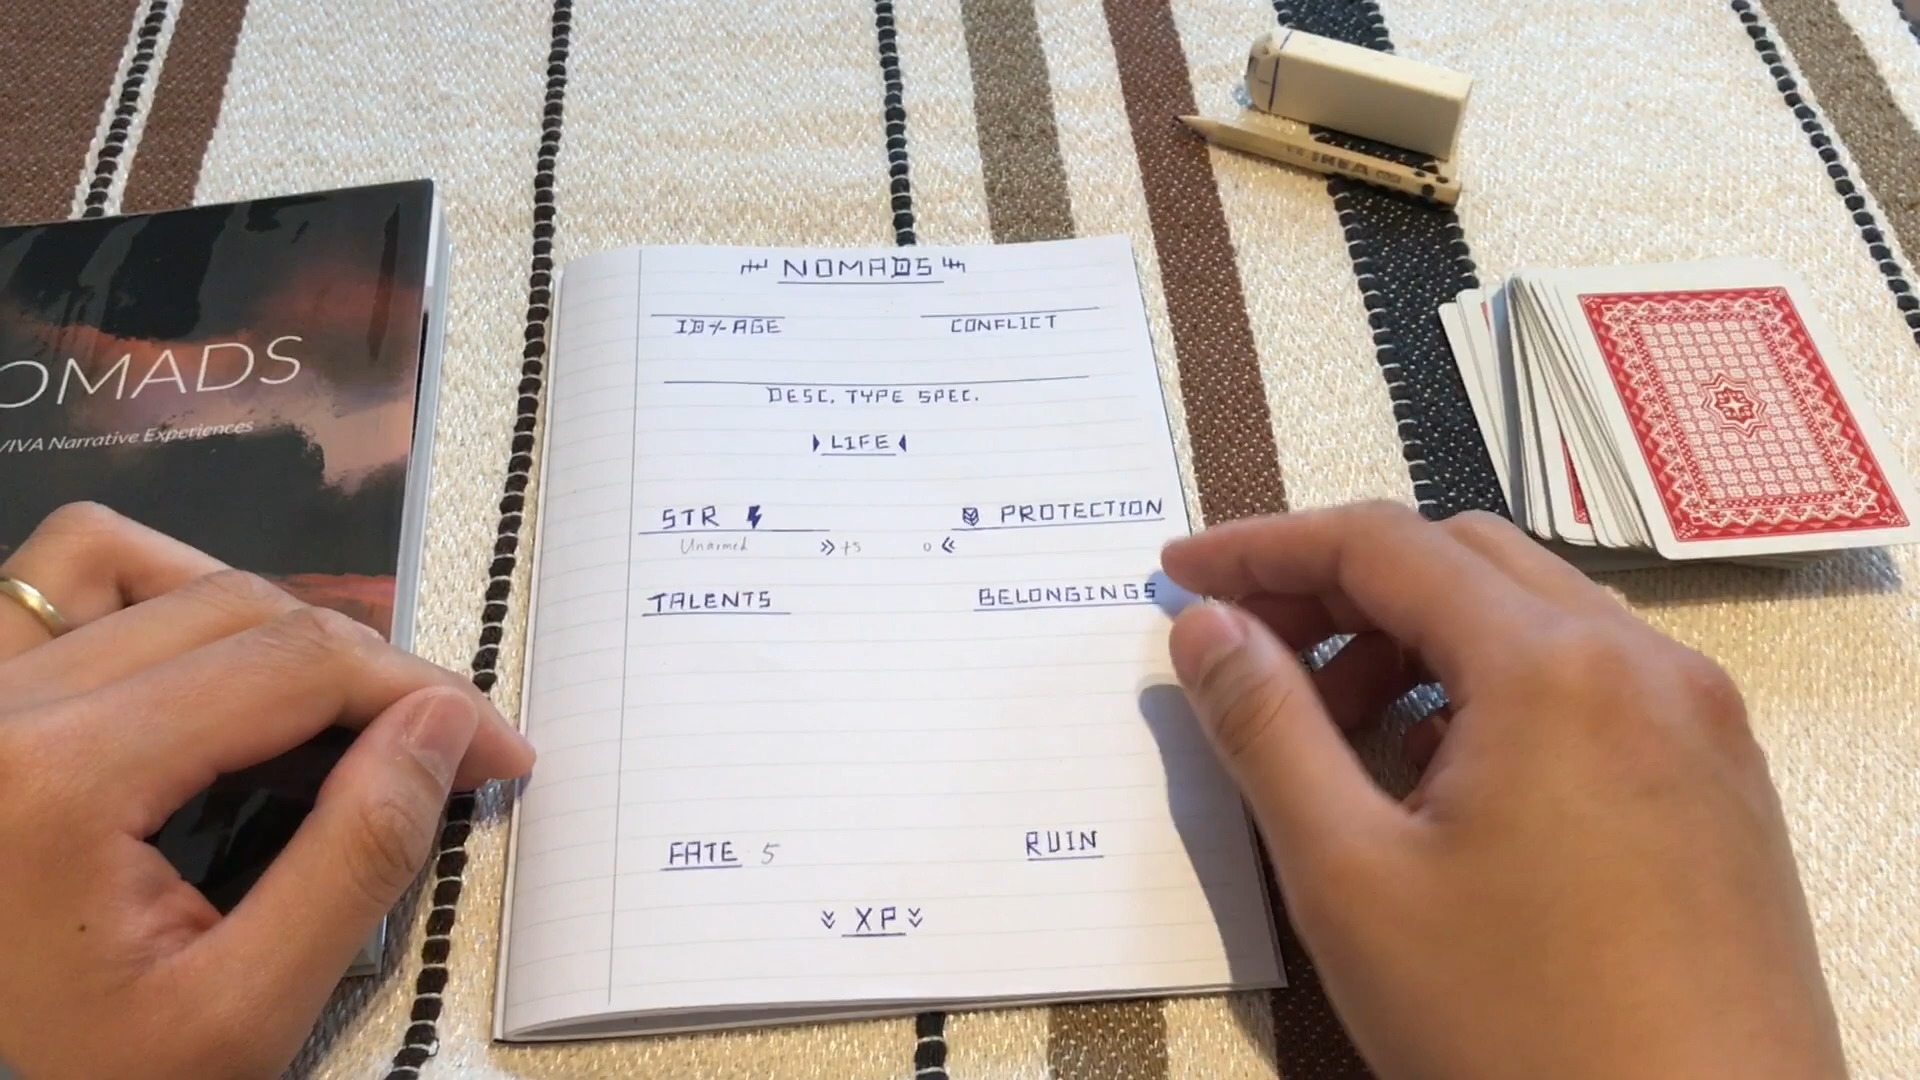 NOMADS
ID % AGE
CONFLICT
DESC. TYPE SPEC.
LIFE
STR
PROTECTION
Unarmed
+5
0
TALENTS
BELONGINGS
FATE 5
RUIN
XP
OMADS
VIVA Narrative Experiences
IKEA